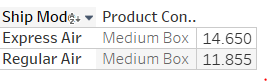 Ship Mode Product Con..
Express Air Medium Box 14.650
Regular Air Medium Box 11.855